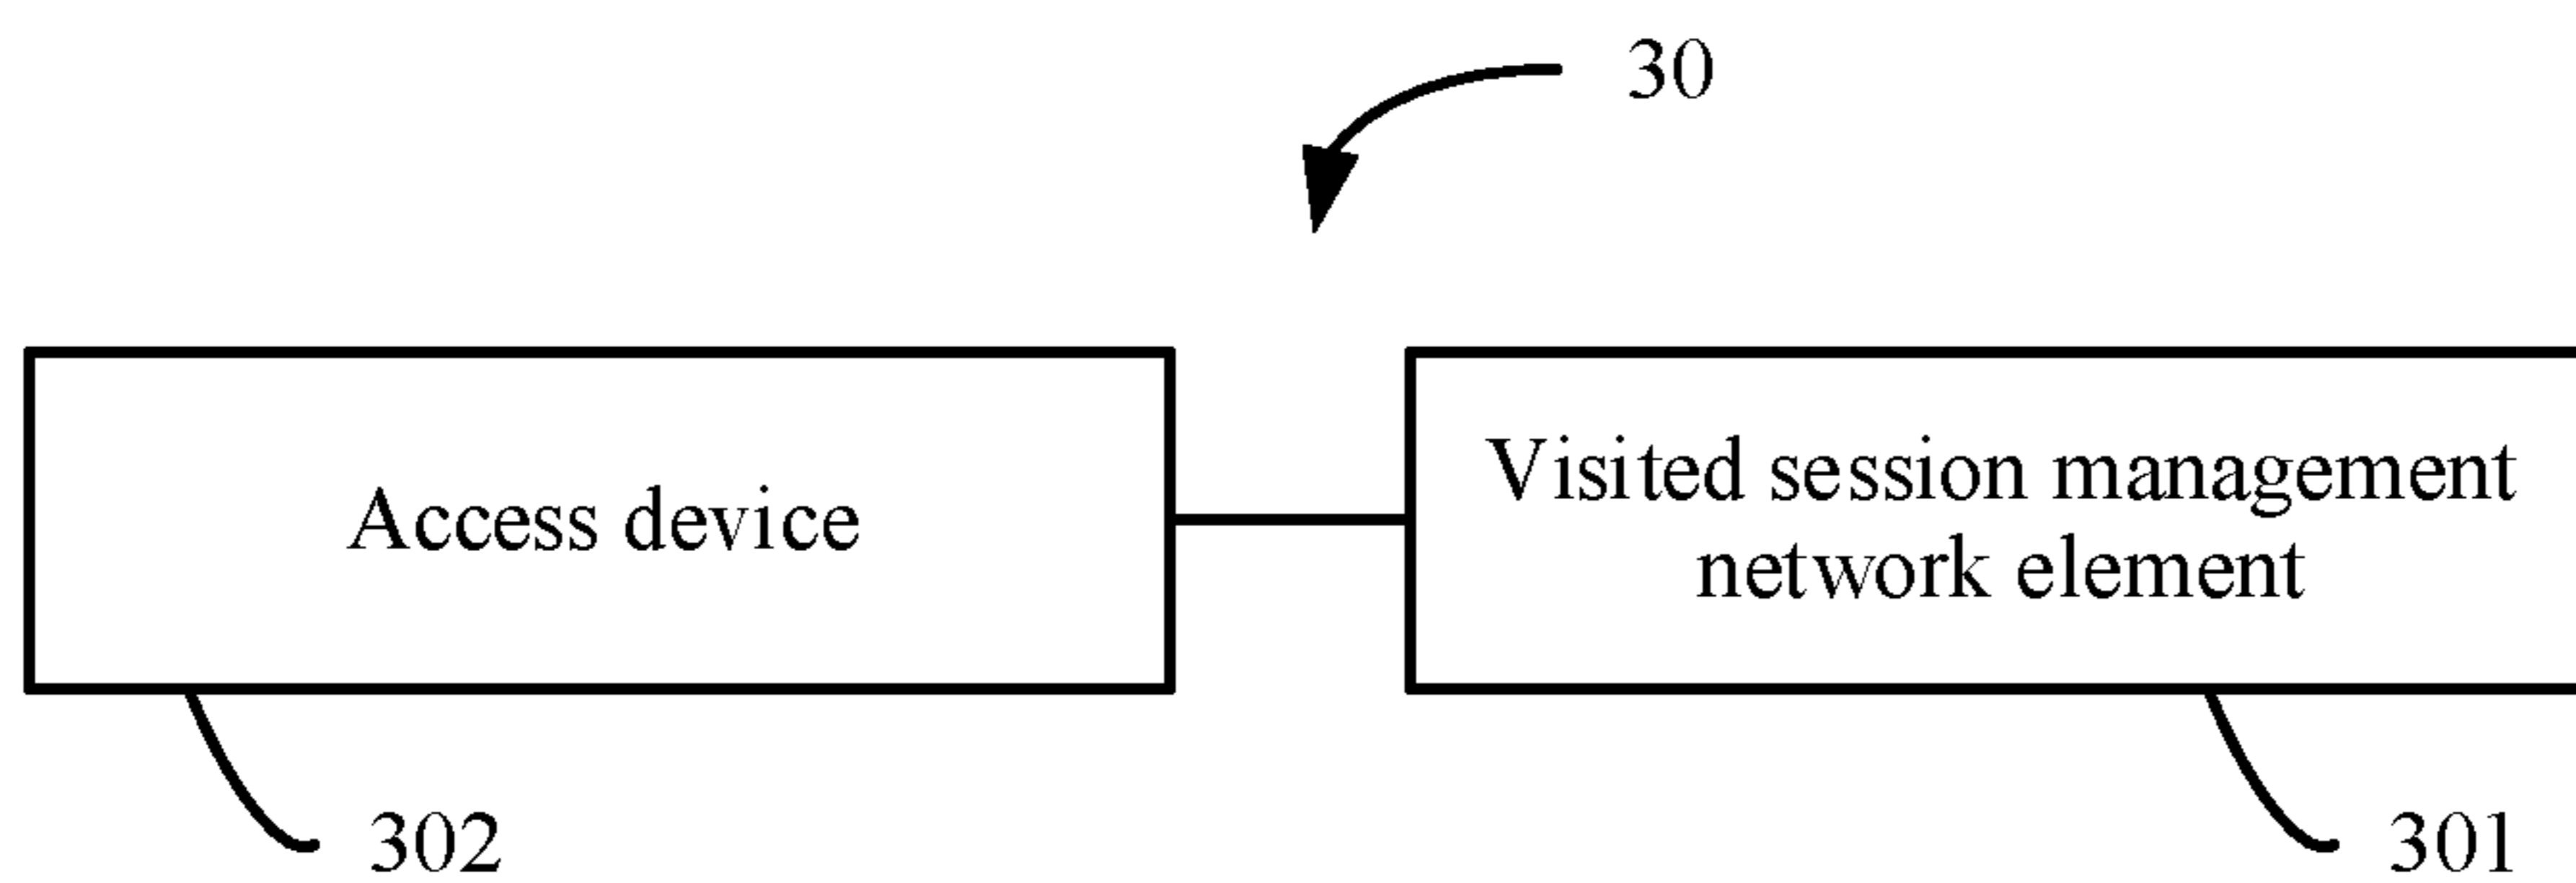 30
Access device
Visited session management
network element
302
301